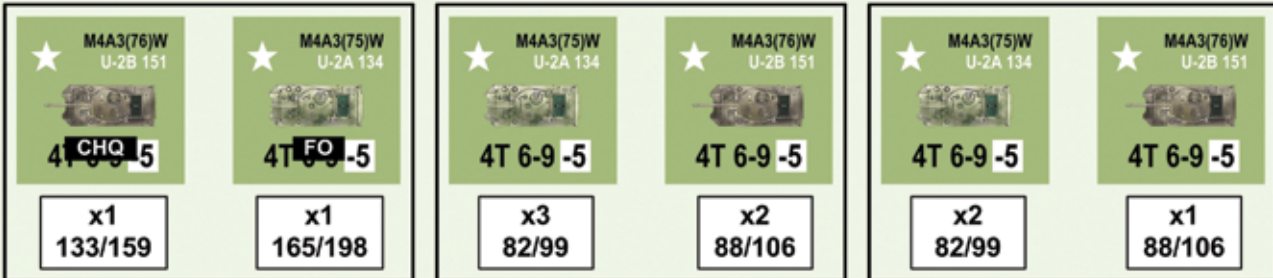 M4A3(76)W
U-2B 151
CHQ
4T 5
x1
133/159
M4A3(75)W
U-2A 134
FO
4T -5
x1
165/198
M4A3(75)W
U-2A 134
4T 6-9 -5
x3
82/99
M4A3(76)W
U-2B 151
4T 6-9 -5
x2
88/106
M4A3(75)W
U-2A 134
4T 6-9 -5
x2
82/99
M4A3(76)W
U-2B 151
4T 6-9 -5
x1
88/106